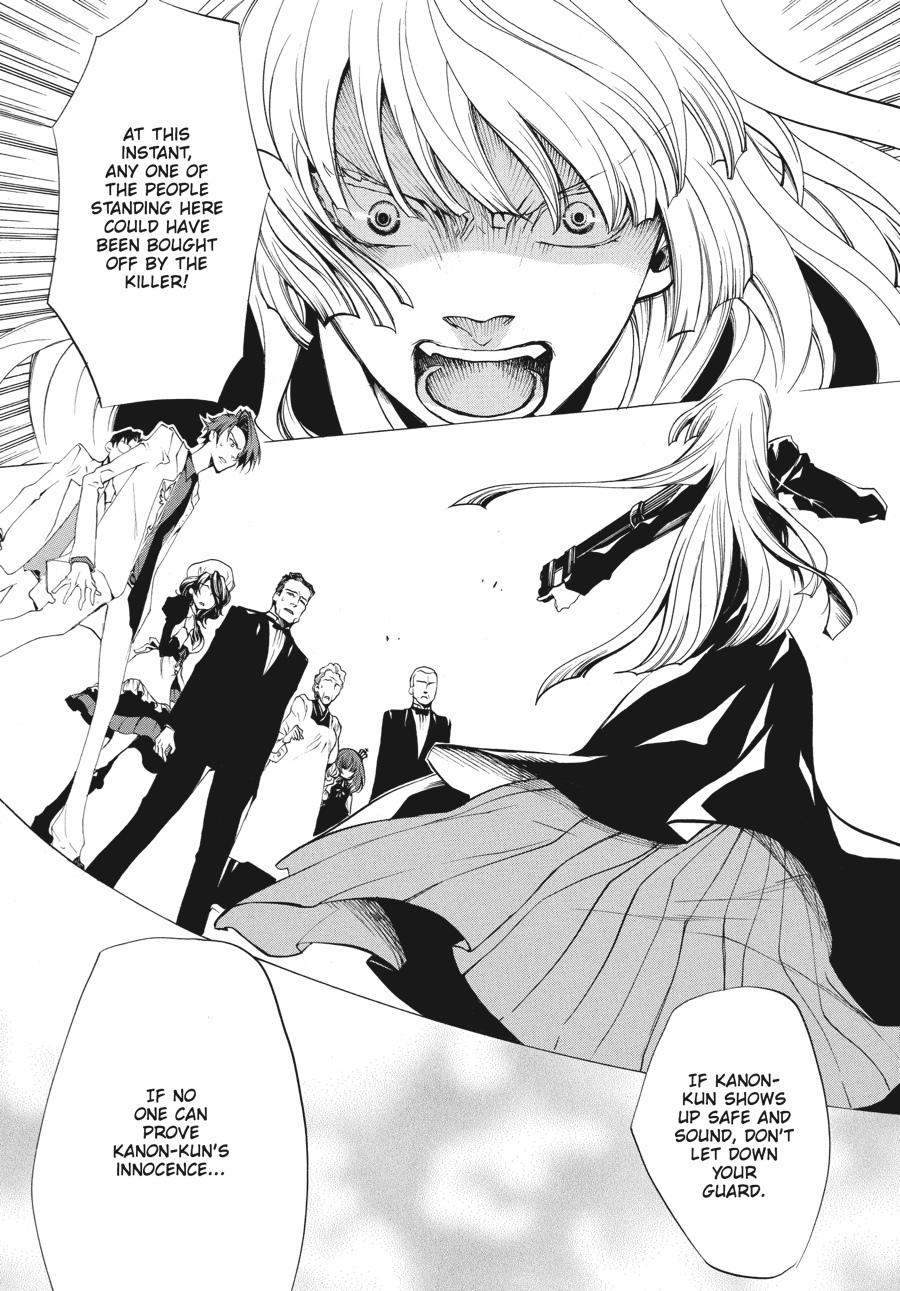 AT THIS
INSTANT,
ANY ONE OF
THE PEOPLE
STANDING HERE
COULD HAVE
BEEN BOUGHT
OFF BY THE
KILLER!
IF KANON-
KUN SHOWS
UP SAFE AND
SOUND, DON'T
LET DOWN
YOUR
GUARD.
IF NO
ONE CAN
PROVE
KANON-KUN'S
INNOCENCE...